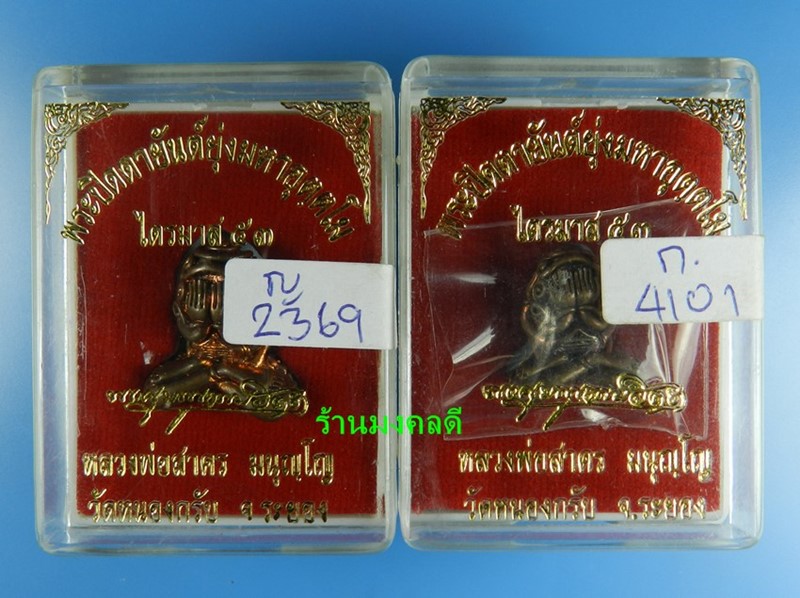 พระปิดตายันต์ยุ่งมหาอุตฺตโม
ไตรมาส ๕๓
ญ
2369
หลวงพ่อสาคร มนุญฺโญ
วัดหนองกรับ จ.ระยอง
พระปิดตายันต์ยุ่งมหาอุตฺตโม
ไตรมาส ๕๓
ก.
4101
หลวงพ่อสาคร มนุญฺโญ
วัดหนองกรับ จ.ระยอง
ร้านมงคลดี